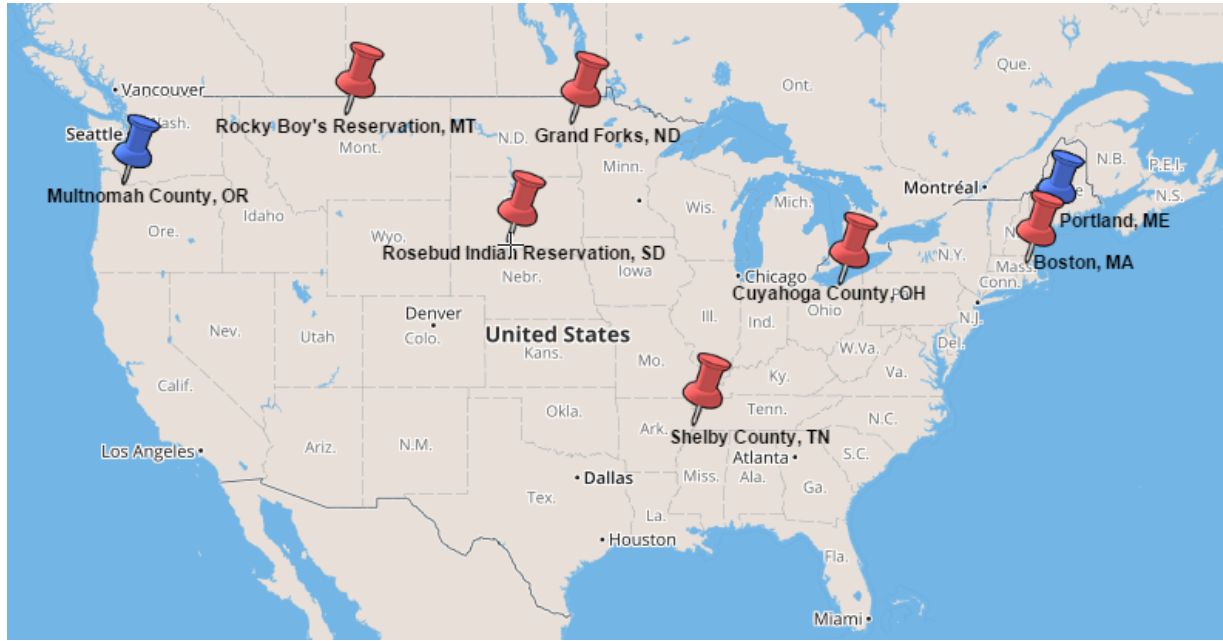 Que.
Ont.
Vancouver
Seattle
Wash.
Rocky Boy's Reservation, MT
Mont.
N.D.
Grand Forks, ND
Minn.
N.B.
P.E.I.
N.S.
Montréal
Multnomah County, OR
Ore.
Idaho
Wyo.
Rosebud Indian Reservation, SD
Nebr.
Iowa
Wis.
Mich.
Portland, ME
Boston, MA
N.Y.
Mass.
Conn.
Chicago
Cuyahoga County, OH
Ohio
Ill.
Ind.
N.J.
Nev.
Utah
Denver
Colo.
United States
Kans.
Mo.
W.Va.
Del.
Va.
Ky.
Calif.
Los Angeles
Ariz.
N.M.
Okla.
Ark.
Tenn.
N.C.
Shelby County, TN
Atlanta
S.C.
Dallas
Tex.
Miss.
Ala.
Ga.
La.
Houston
Fla.
Miami